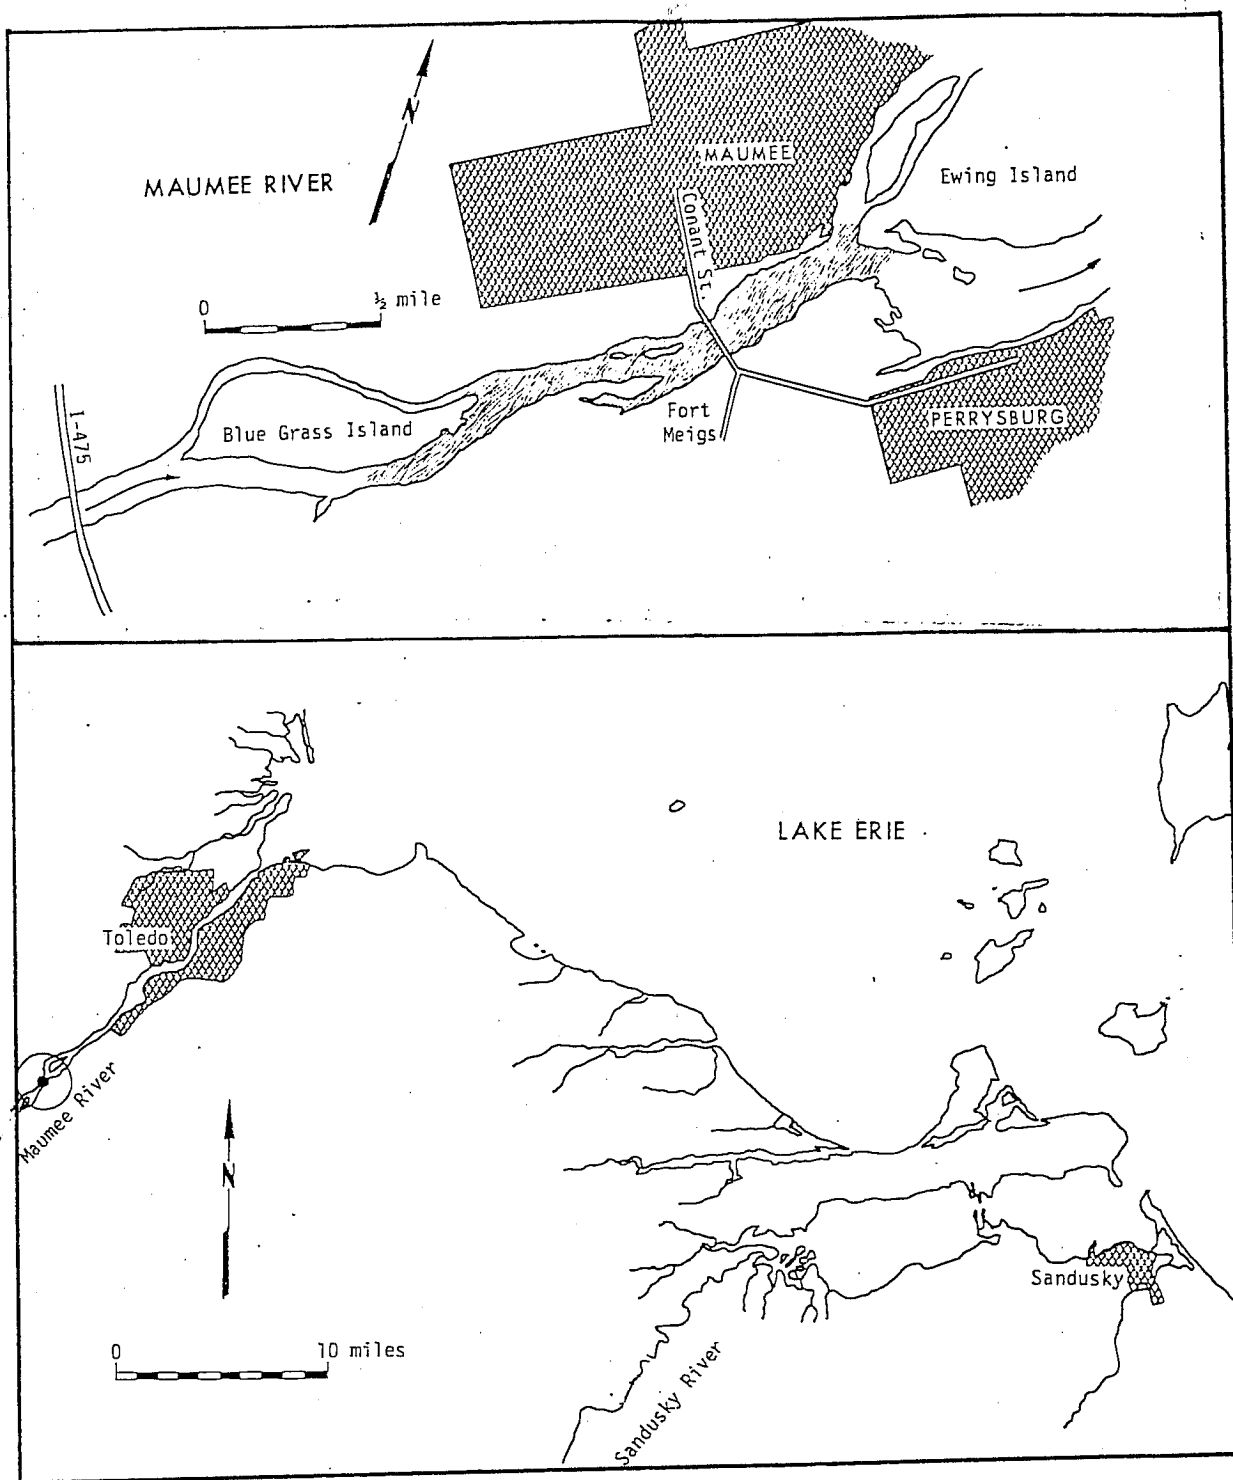 N
MAUMEE RIVER
MAUMEE
Conant St.
Ewing Island
0 ½ mile
I-475
Blue Grass Island
Fort
Meigs
PERRYSBURG
LAKE ERIE
Toledo
Maumee River
N
Sandusky
0 10 miles
Sandusky River